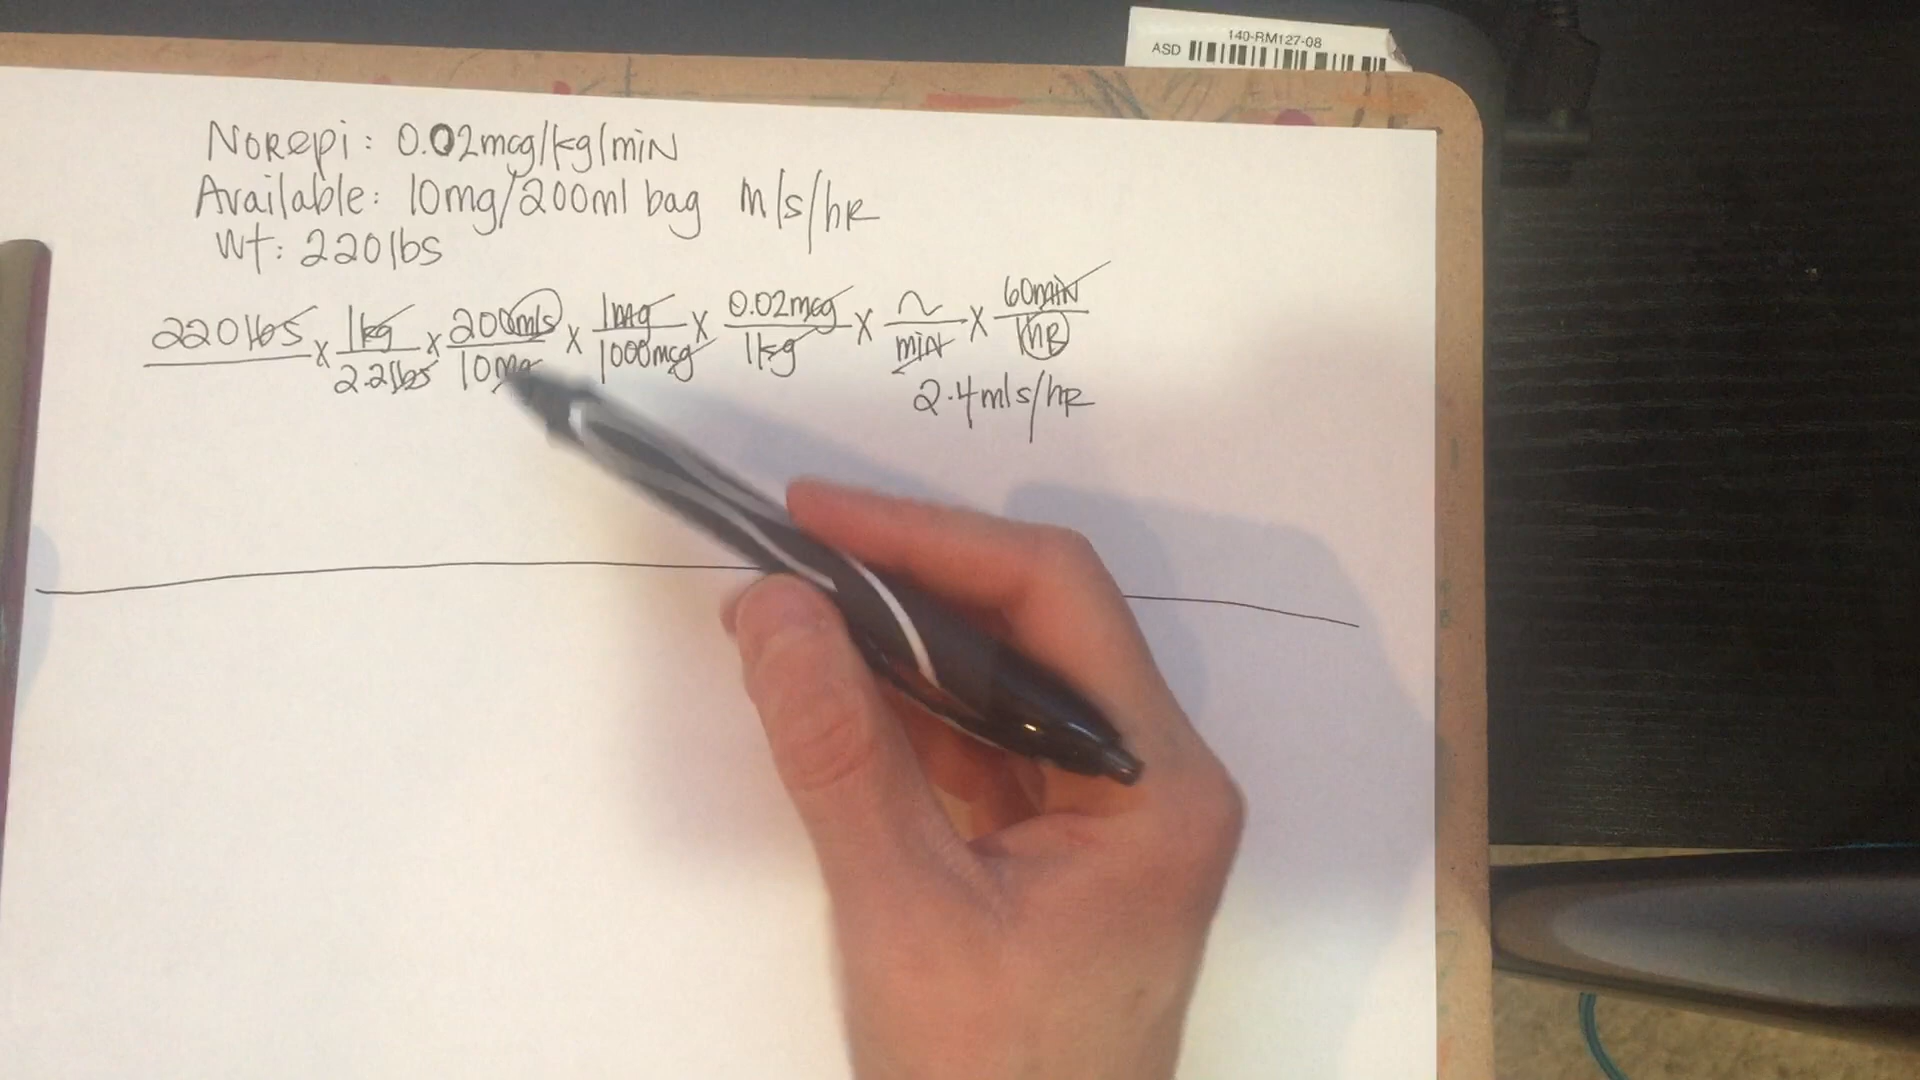 140-RM127-08
ASD
Norepi: 0.02mcg/kg/min
Available: 10mg/200ml bag mls/hr
Wt: 220lbs
220lbs x 1kg/2.2lbs x 200mls/10mg x 1mg/1000mcg x 0.02mcg/1kg x ~/min x 60min/1hr
2.4mls/hr